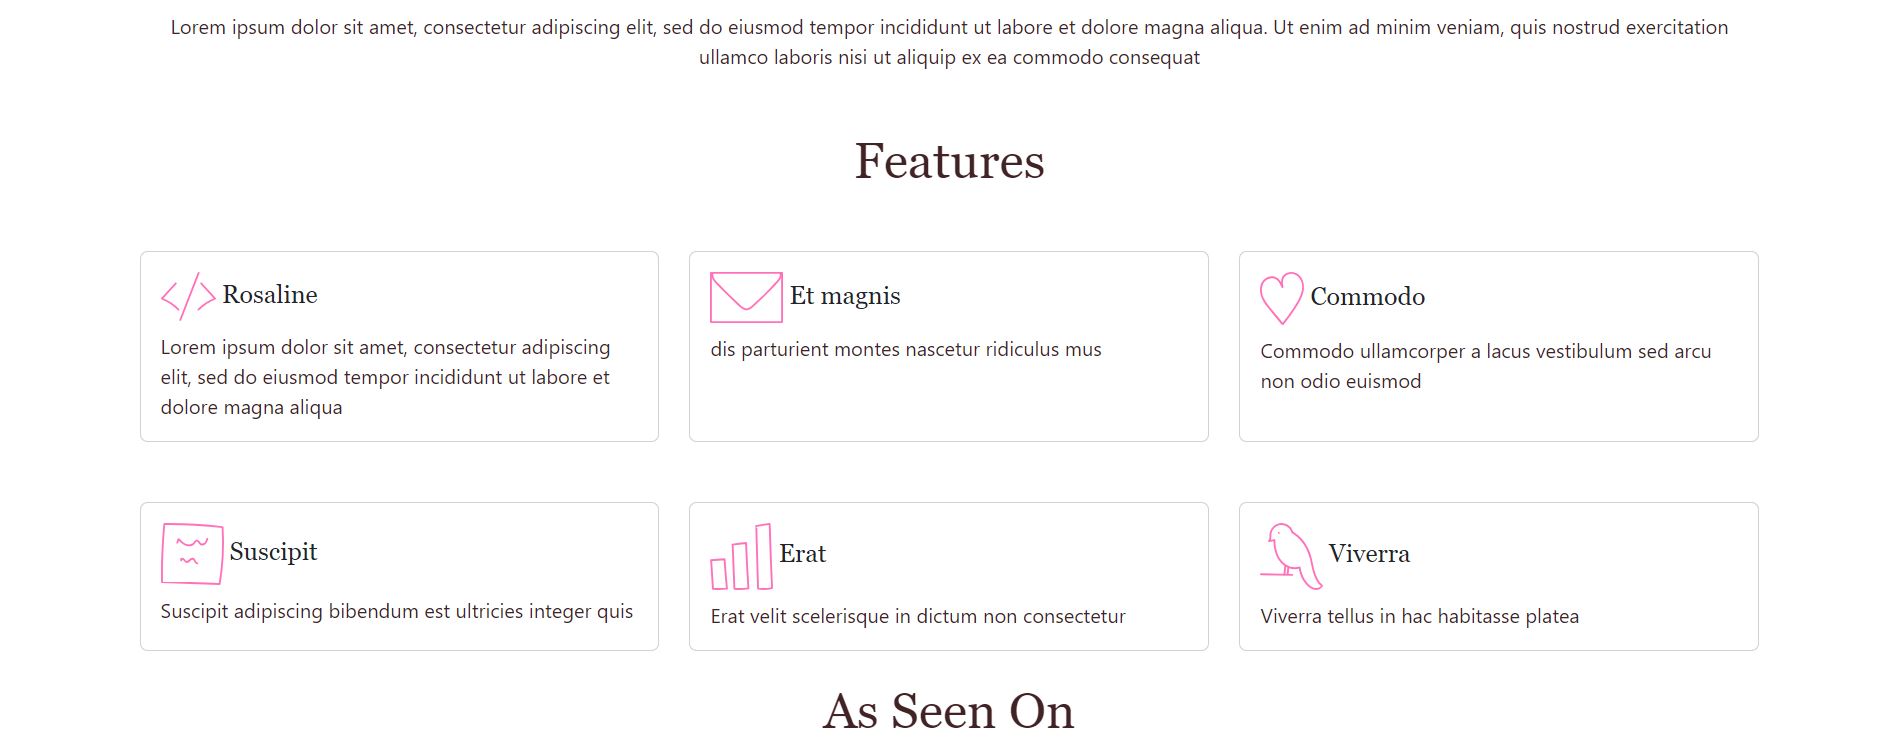 Lorem ipsum dolor sit amet, consectetur adipiscing elit, sed do eiusmod tempor incididunt ut labore et dolore magna aliqua. Ut enim ad minim veniam, quis nostrud exercitation
ullamco laboris nisi ut aliquip ex ea commodo consequat
Features
Rosaline
Lorem ipsum dolor sit amet, consectetur adipiscing
elit, sed do eiusmod tempor incididunt ut labore et
dolore magna aliqua
Et magnis
dis parturient montes nascetur ridiculus mus
Commodo
Commodo ullamcorper a lacus vestibulum sed arcu
non odio euismod
Suscipit
Suscipit adipiscing bibendum est ultricies integer quis
Erat
Erat velit scelerisque in dictum non consectetur
Viverra
Viverra tellus in hac habitasse platea
As Seen On